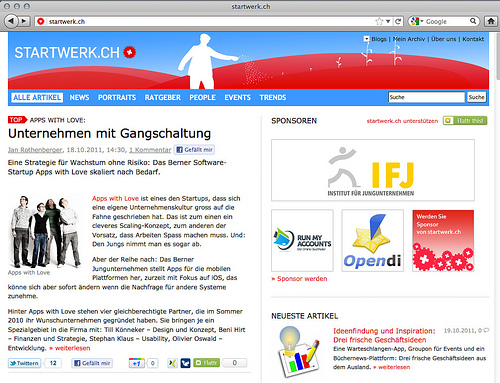 startwerk.ch
startwerk.ch
Google
Blogs | Mein Archiv | Über uns | Kontakt
STARTWERK.CH
ALLE ARTIKEL NEWS PORTRAITS RATGEBER PEOPLE EVENTS TRENDS
Suche Suche
TOP APPS WITH LOVE:
Unternehmen mit Gangschaltung
Jan Rothenberger, 18.10.2011, 14:30, 1 Kommentar Gefällt mir
Eine Strategie für Wachstum ohne Risiko: Das Berner Software-
Startup Apps with Love skaliert nach Bedarf.
Apps with Love ist eines den Startups, dass sich
eine eigene Unternehmenskultur gross auf die
Fahne geschrieben hat. Das ist zum einen ein
cleveres Scaling-Konzept, zum anderen der
Vorsatz, dass Arbeiten Spass machen muss. Und:
Den Jungs nimmt man es sogar ab.
Apps with Love
Aber der Reihe nach: Das Berner
Jungunternehmen stellt Apps für die mobilen
Plattformen her, zurzeit mit Fokus auf iOS, das
könne sich aber sofort ändern wenn die Nachfrage für andere Systeme
zunehme.
Hinter Apps with Love stehen vier gleichberechtigte Partner, die im Sommer
2010 ihr Wunschunternehmen gegründet haben. Sie bringen je ein
Spezialgebiet in die Firma mit: Till Könneker – Design und Konzept, Beni Hirt
– Finanzen und Strategie, Stephan Klaus – Usability, Olivier Oswald –
Entwicklung. » weiterlesen
Twittern 12 Gefällt mir +1 0 Flattr 0
SPONSOREN
startwerk.ch unterstützen Flattr this!
IFJ
INSTITUT FÜR JUNGUNTERNEHMEN
RUN MY
ACCOUNTS
Opendi
Werden Sie
Sponsor
von startwerk.ch
» Sponsor werden
NEUESTE ARTIKEL
Ideenfindung und Inspiration: 19.10.2011, 0
Drei frische Geschäftsideen
Eine Warteschlangen-App, Groupon für Events und ein
Büchernews-Plattform: Drei frische Geschäftsideen aus
dem Ausland. » weiterlesen